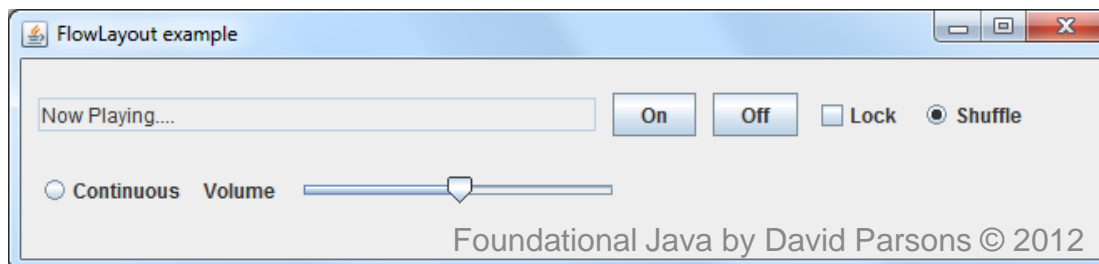 FlowLayout example
Now Playing.... On Off Lock Shuffle
Continuous Volume
Foundational Java by David Parsons © 2012